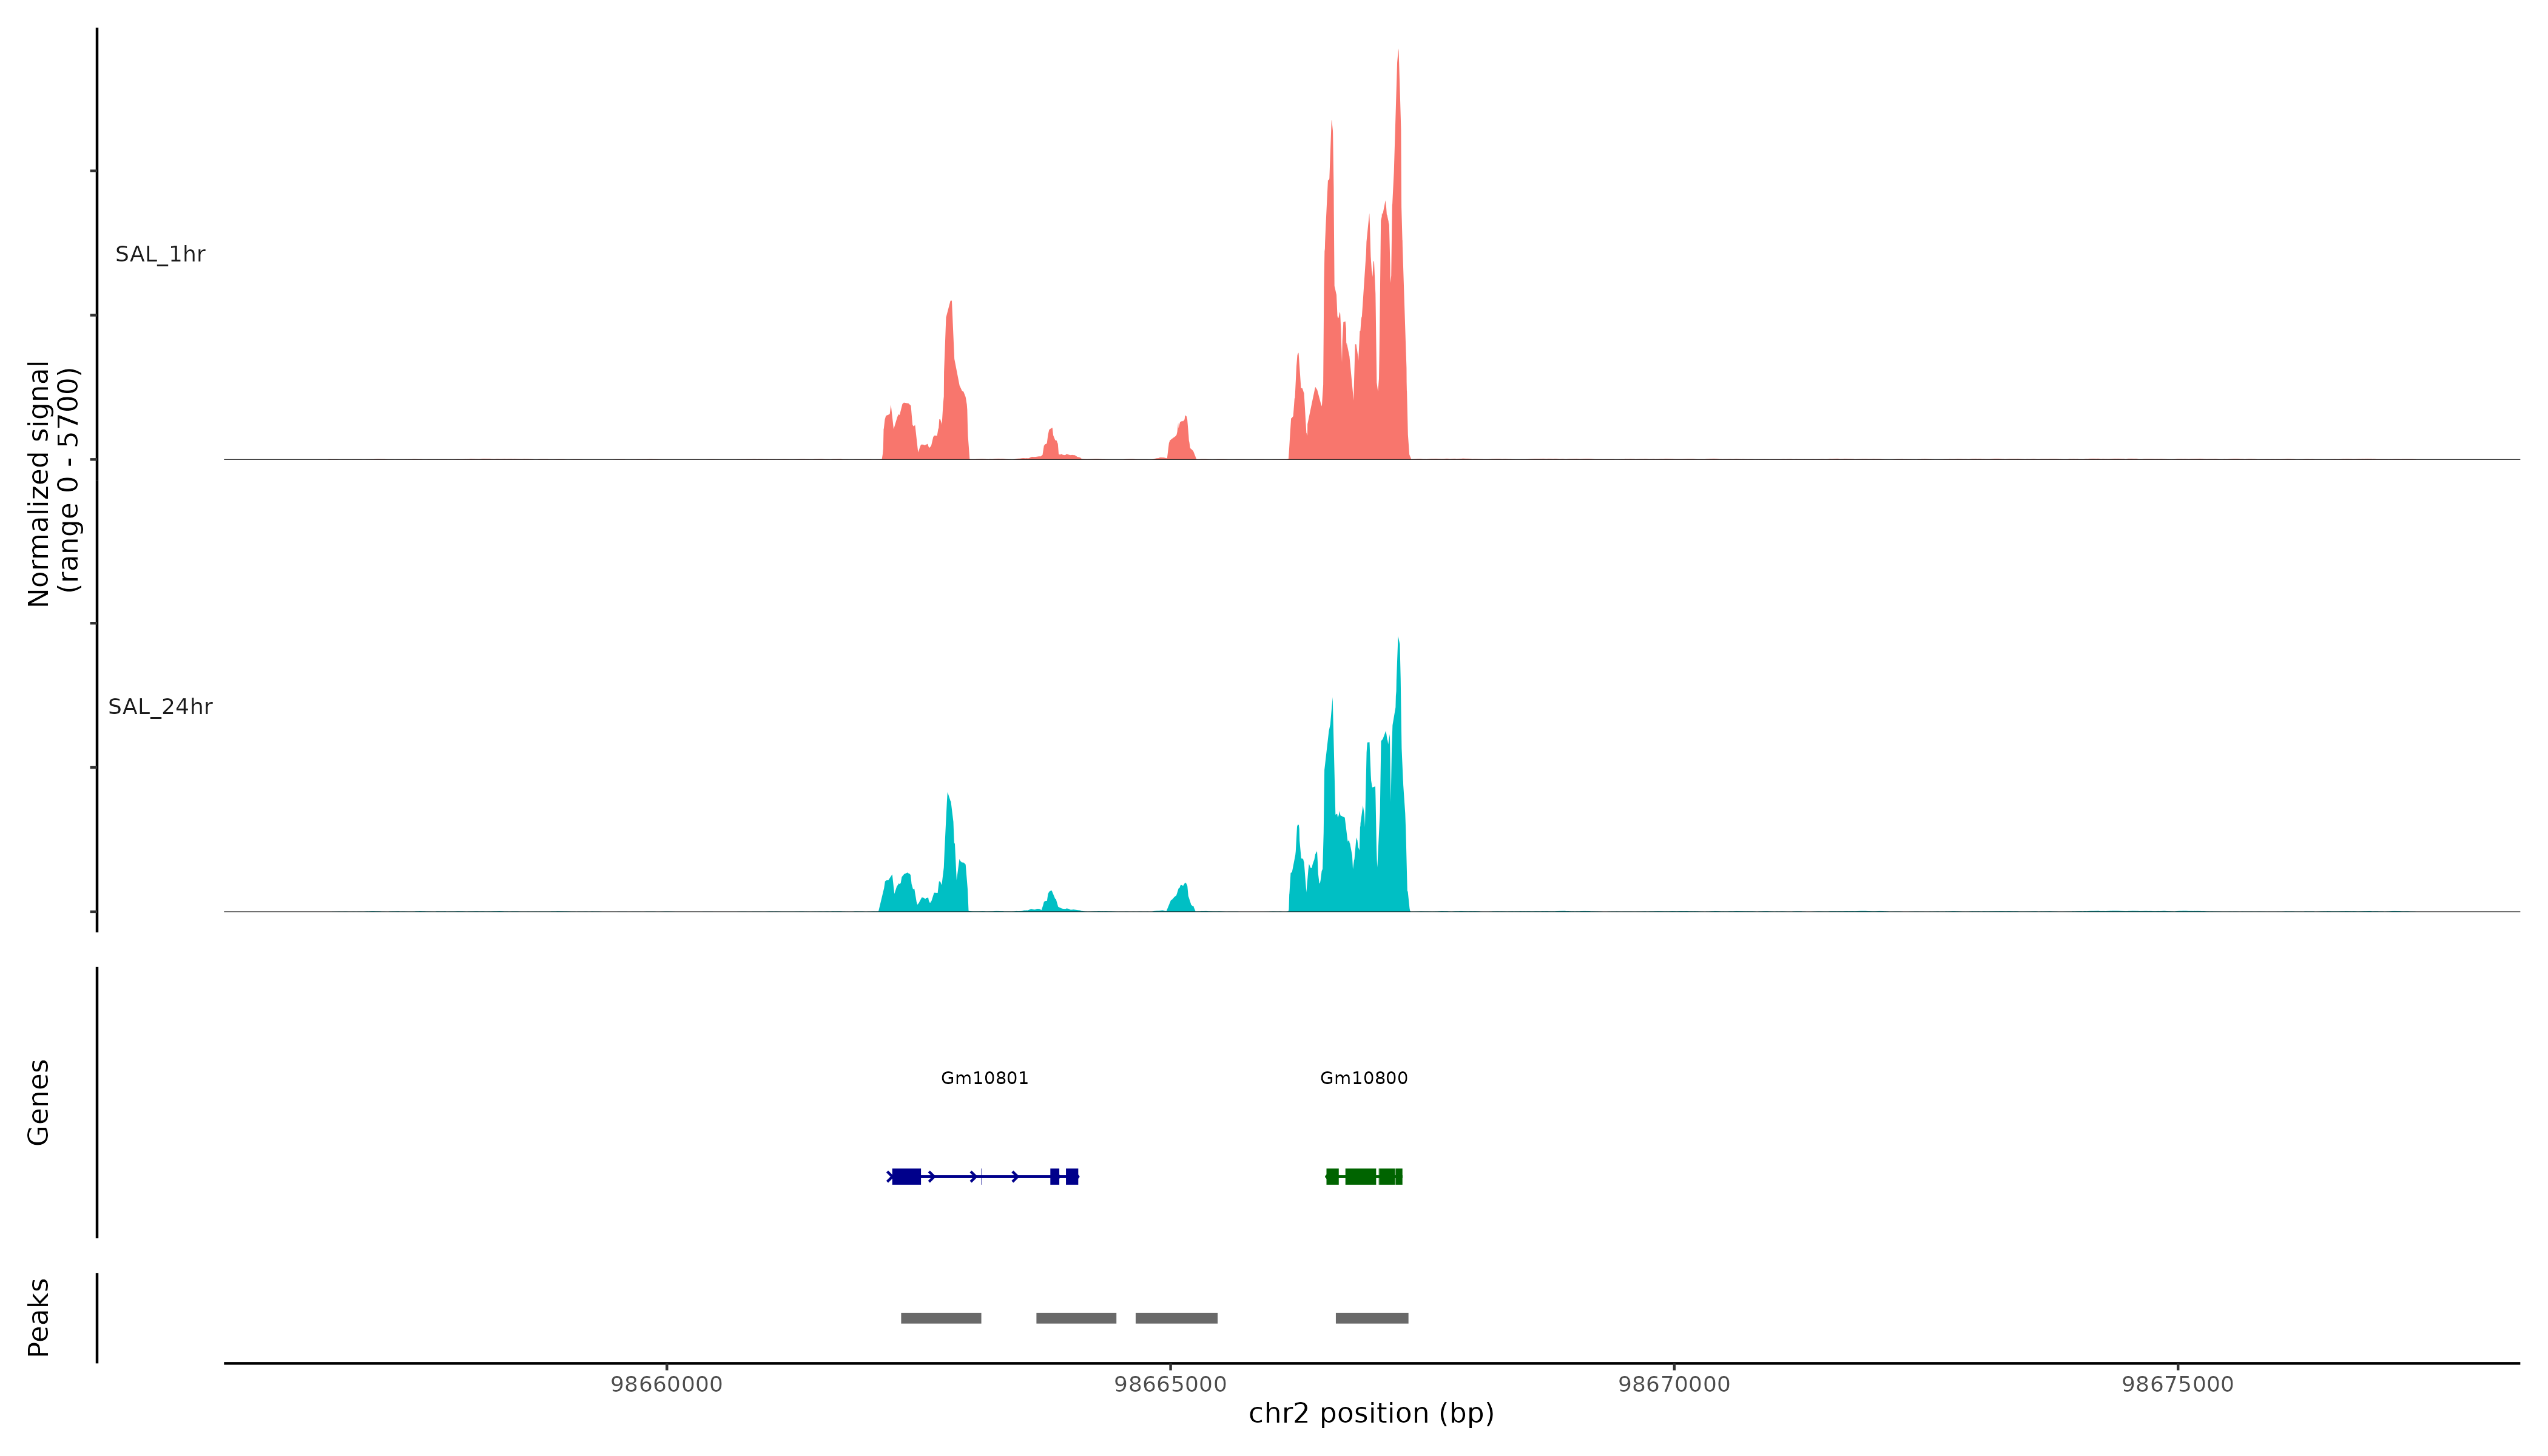 Normalized signal
(range 0 - 5700)
SAL_1hr
SAL_24hr
Genes
Gm10801
Gm10800
Peaks
98660000
98665000
98670000
98675000
chr2 position (bp)